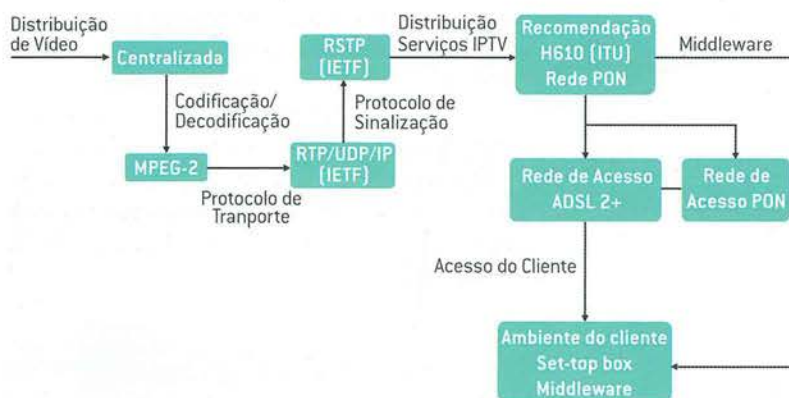 Distribuição
de Vídeo
Centralizada
Codificação/
Decodificação
MPEG-2
Protocolo de
Tranporte
RTP/UDP/IP
(IETF)
Protocolo de
Sinalização
RSTP
(IETF)
Distribuição
Serviços IPTV
Recomendação
H610 (ITU)
Rede PON
Middleware
Rede de Acesso
ADSL 2+
Rede de
Acesso PON
Acesso do Cliente
Ambiente do cliente
Set-top box
Middleware